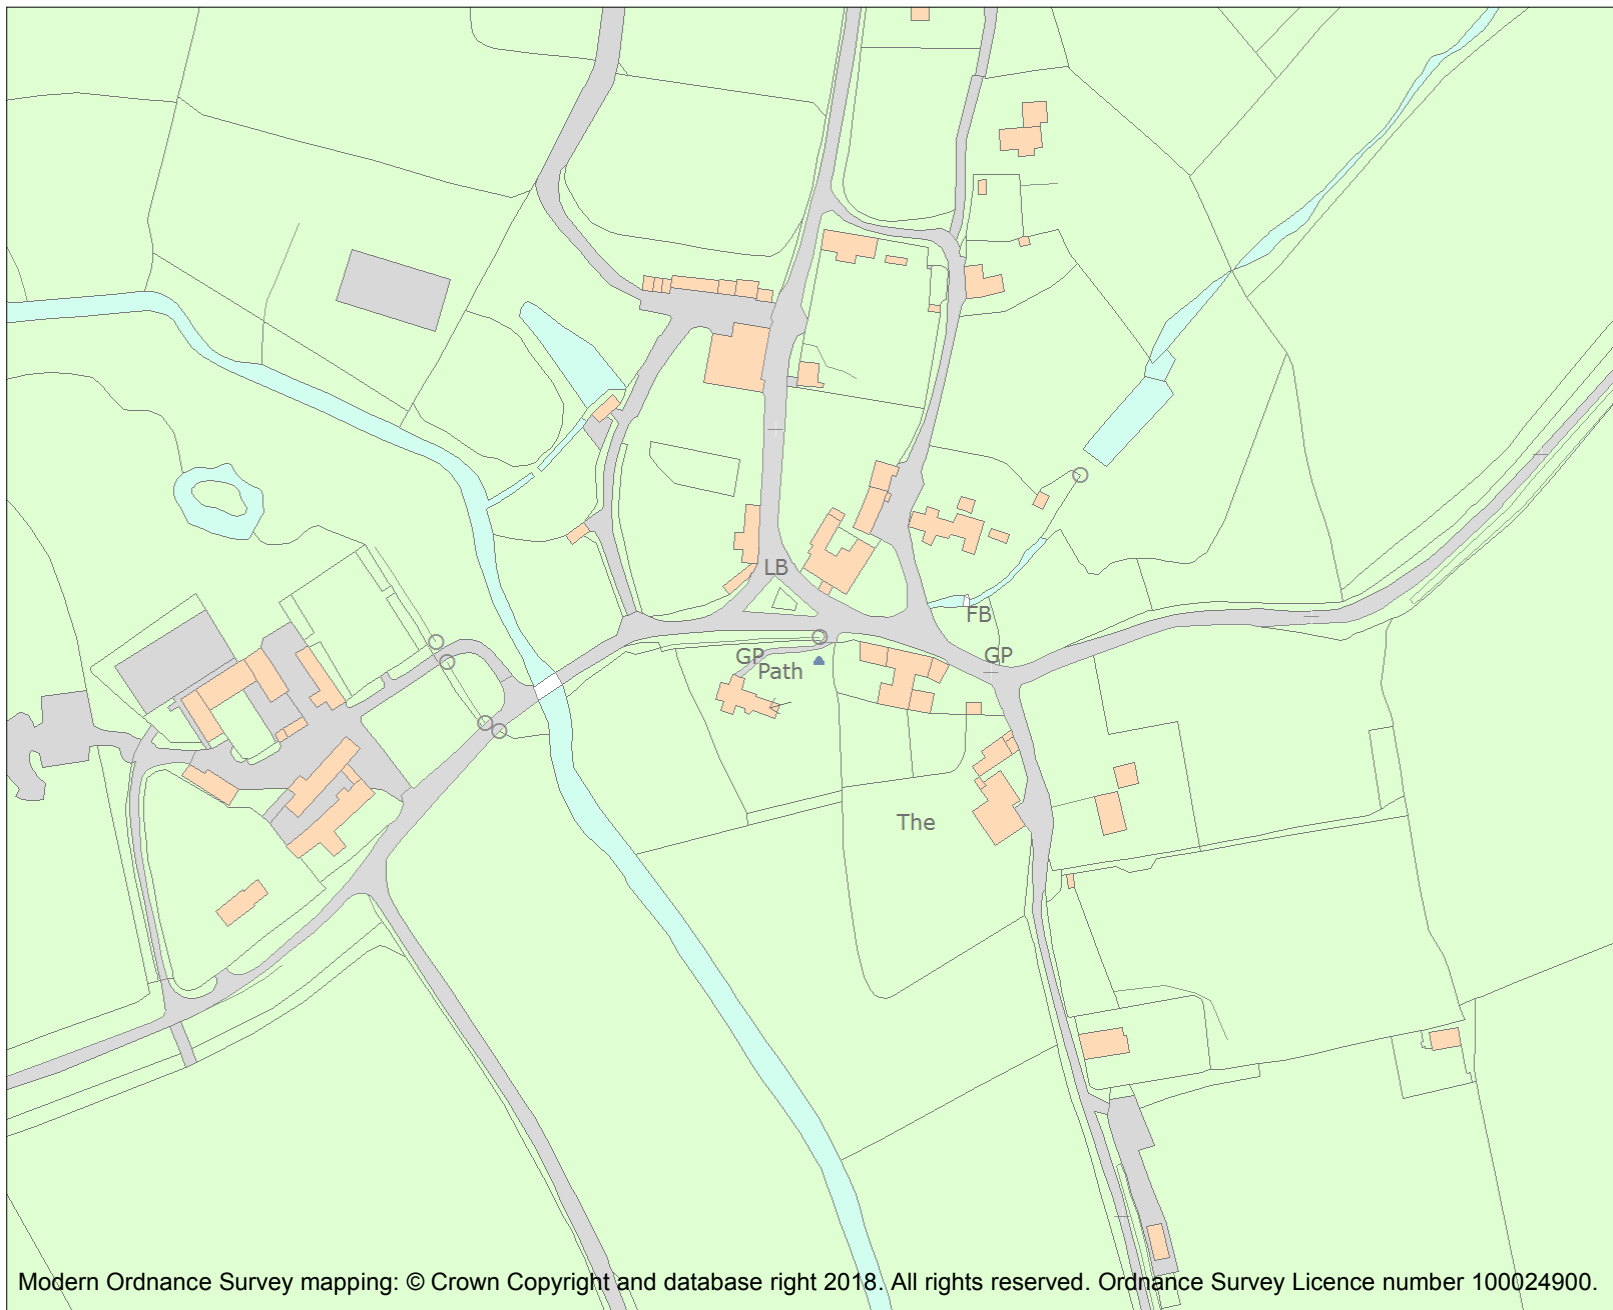 LB
FB
GP
GP
Path
The
Modern Ordnance Survey mapping: © Crown Copyright and database right 2018. All rights reserved. Ordnance Survey Licence number 100024900.